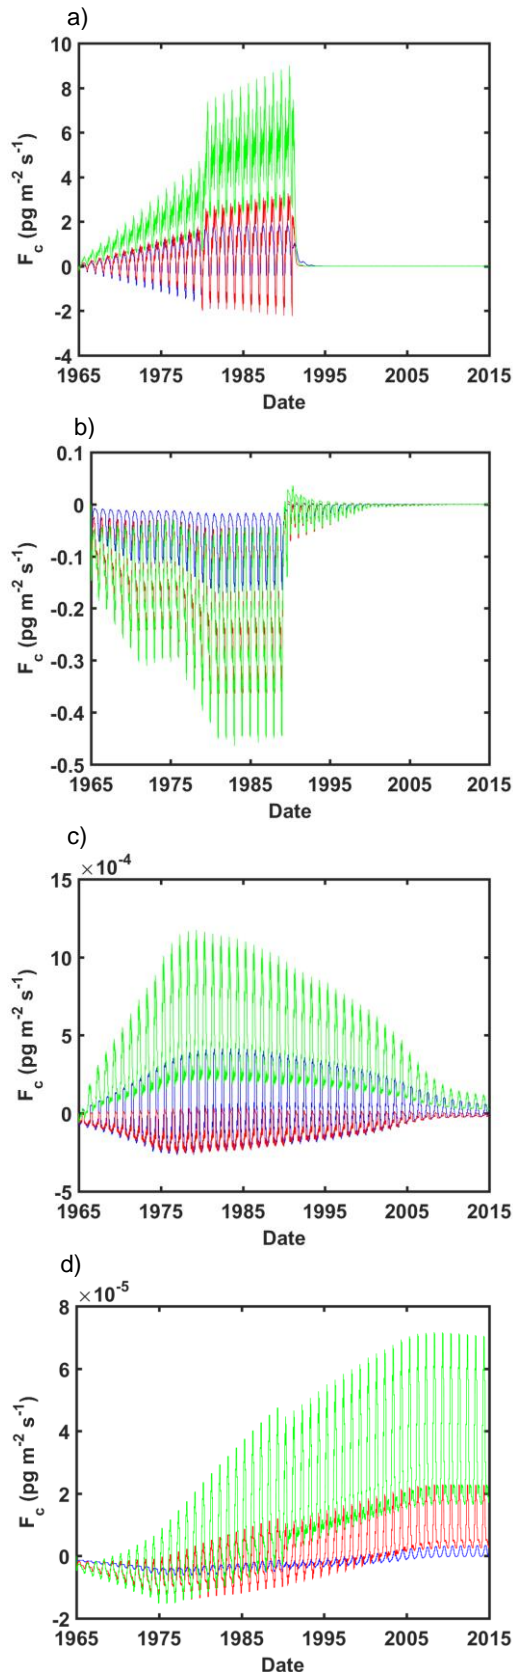 a)
10
8
6
4
2
0
-2
-4
F_c (pg m^-2 s^-1)
1965 1975 1985 1995 2005 2015
Date
b)
0.1
0
-0.1
-0.2
-0.3
-0.4
-0.5
F_c (pg m^-2 s^-1)
1965 1975 1985 1995 2005 2015
Date
c)
×10^-4
15
10
5
0
-5
F_c (pg m^-2 s^-1)
1965 1975 1985 1995 2005 2015
Date
d)
×10^-5
8
6
4
2
0
-2
F_c (pg m^-2 s^-1)
1965 1975 1985 1995 2005 2015
Date